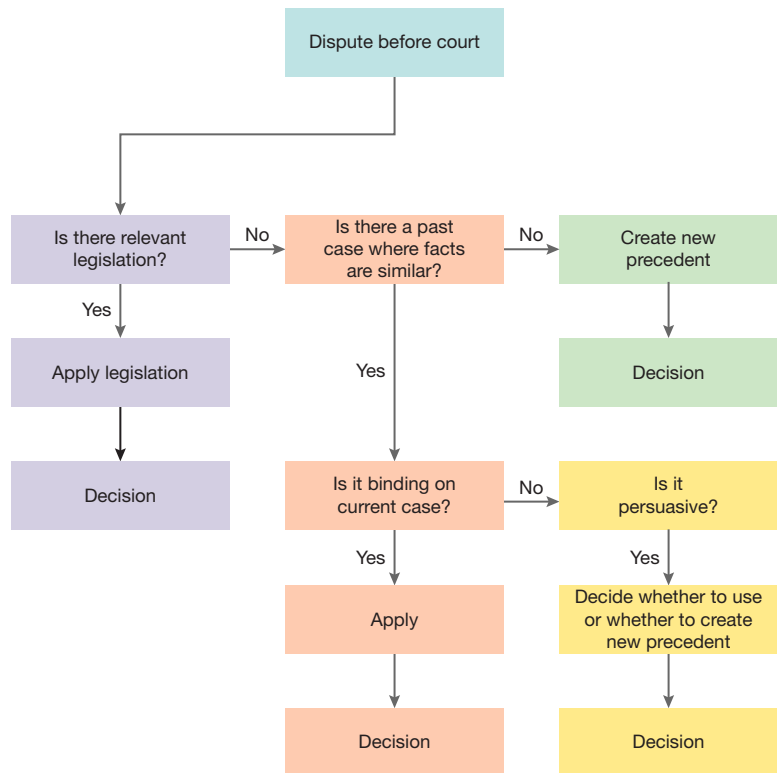 Dispute before court
Is there relevant
legislation?
No
Is there a past
case where facts
are similar?
No
Create new
precedent
Yes
Apply legislation
Yes
Decision
Decision
Is it binding on
current case?
No
Is it
persuasive?
Yes
Yes
Apply
Decide whether to use
or whether to create
new precedent
Decision
Decision